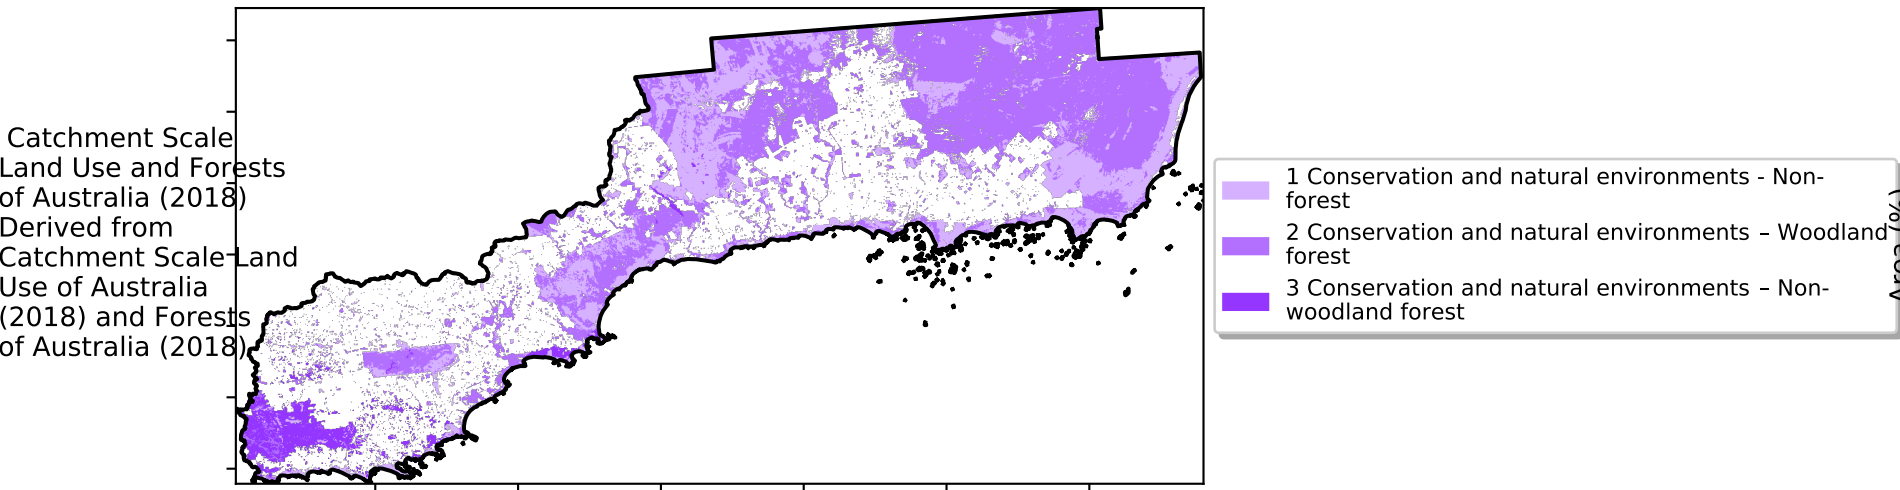 Catchment Scale
Land Use and Forests
of Australia (2018)
Derived from
Catchment Scale Land
Use of Australia
(2018) and Forests
of Australia (2018)
1 Conservation and natural environments - Non-
forest
2 Conservation and natural environments – Woodland
forest
3 Conservation and natural environments – Non-
woodland forest